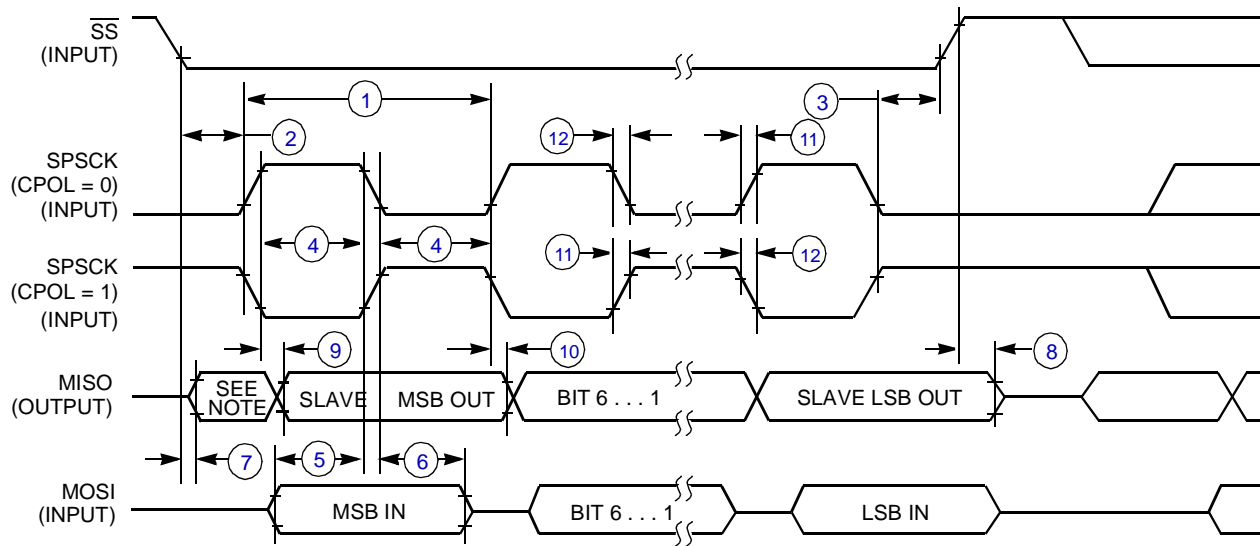 SS
(INPUT)
1
3
2
12
11
SPSCK
(CPOL = 0)
(INPUT)
4
4
SPSCK
(CPOL = 1)
(INPUT)
11
12
9
10
8
MISO
(OUTPUT)
SEE
NOTE
SLAVE
MSB OUT
BIT 6 . . . 1
SLAVE LSB OUT
7
5
6
MOSI
(INPUT)
MSB IN
BIT 6 . . . 1
LSB IN